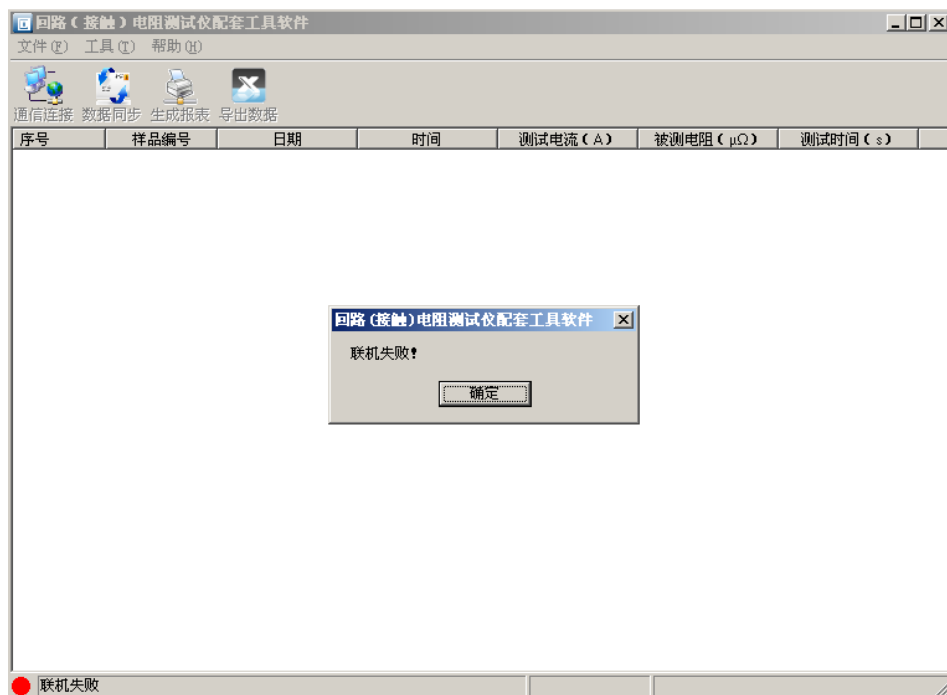 回路（接触）电阻测试仪配套工具软件
文件(F) 工具(T) 帮助(H)
通信连接 数据同步 生成报表 导出数据
序号 样品编号 日期 时间 测试电流（A） 被测电阻（μΩ） 测试时间（s）
回路(接触)电阻测试仪配套工具软件
联机失败!
确定
联机失败